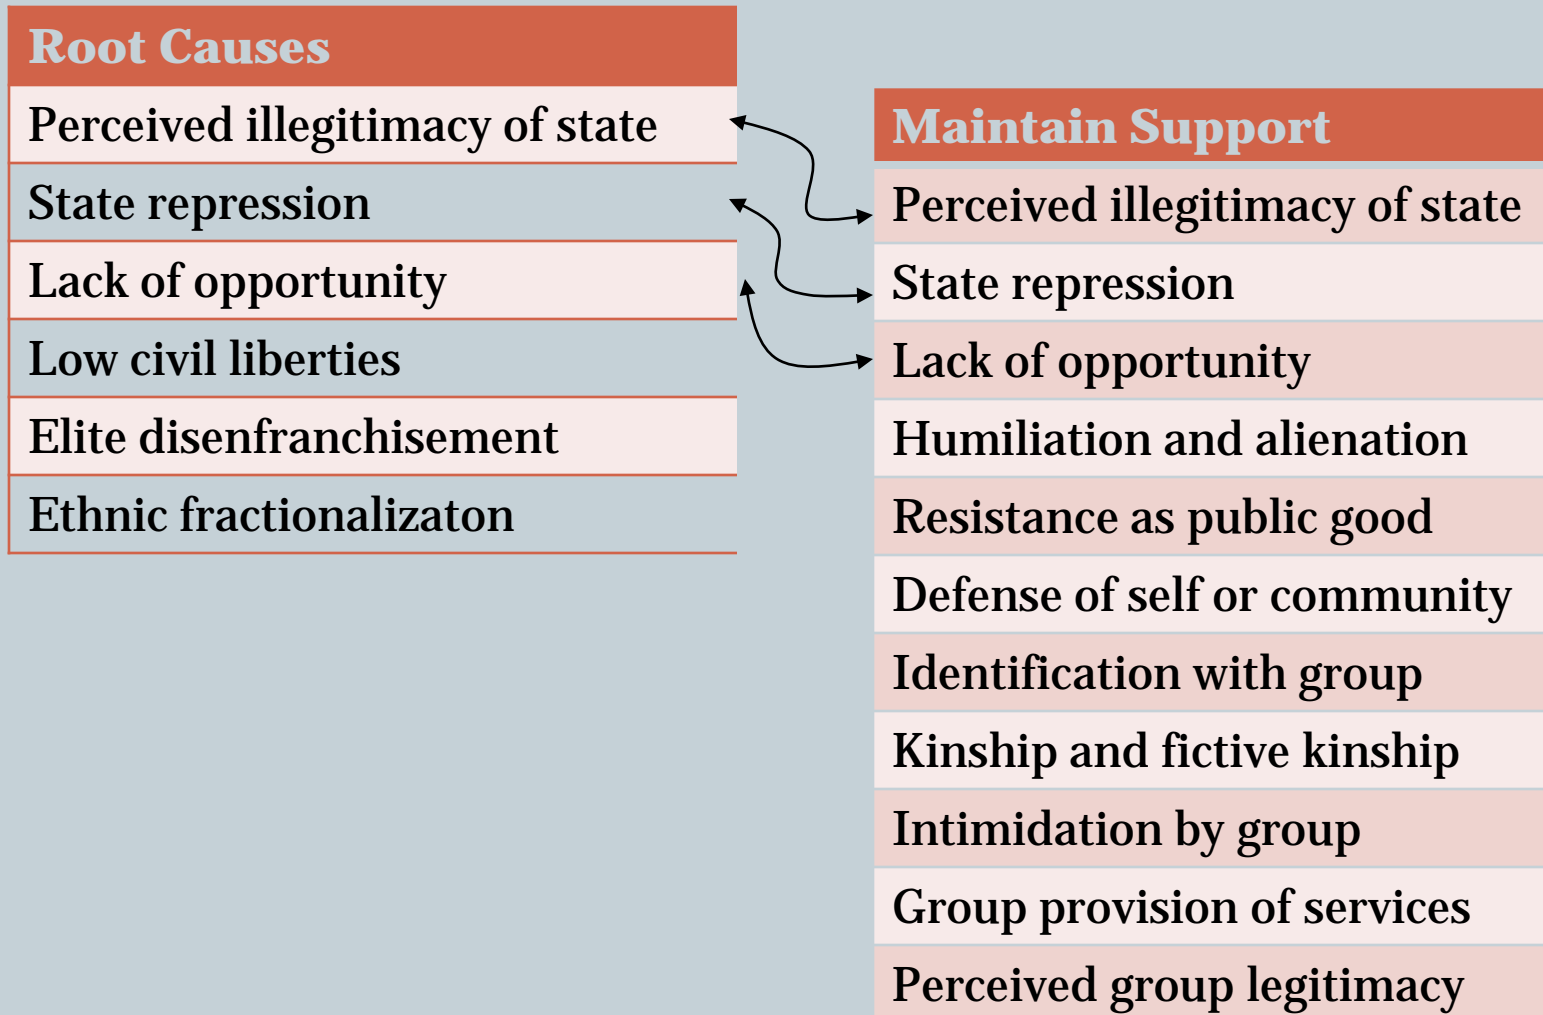 Root Causes
Perceived illegitimacy of state
State repression
Lack of opportunity
Low civil liberties
Elite disenfranchisement
Ethnic fractionalizaton
Maintain Support
Perceived illegitimacy of state
State repression
Lack of opportunity
Humiliation and alienation
Resistance as public good
Defense of self or community
Identification with group
Kinship and fictive kinship
Intimidation by group
Group provision of services
Perceived group legitimacy